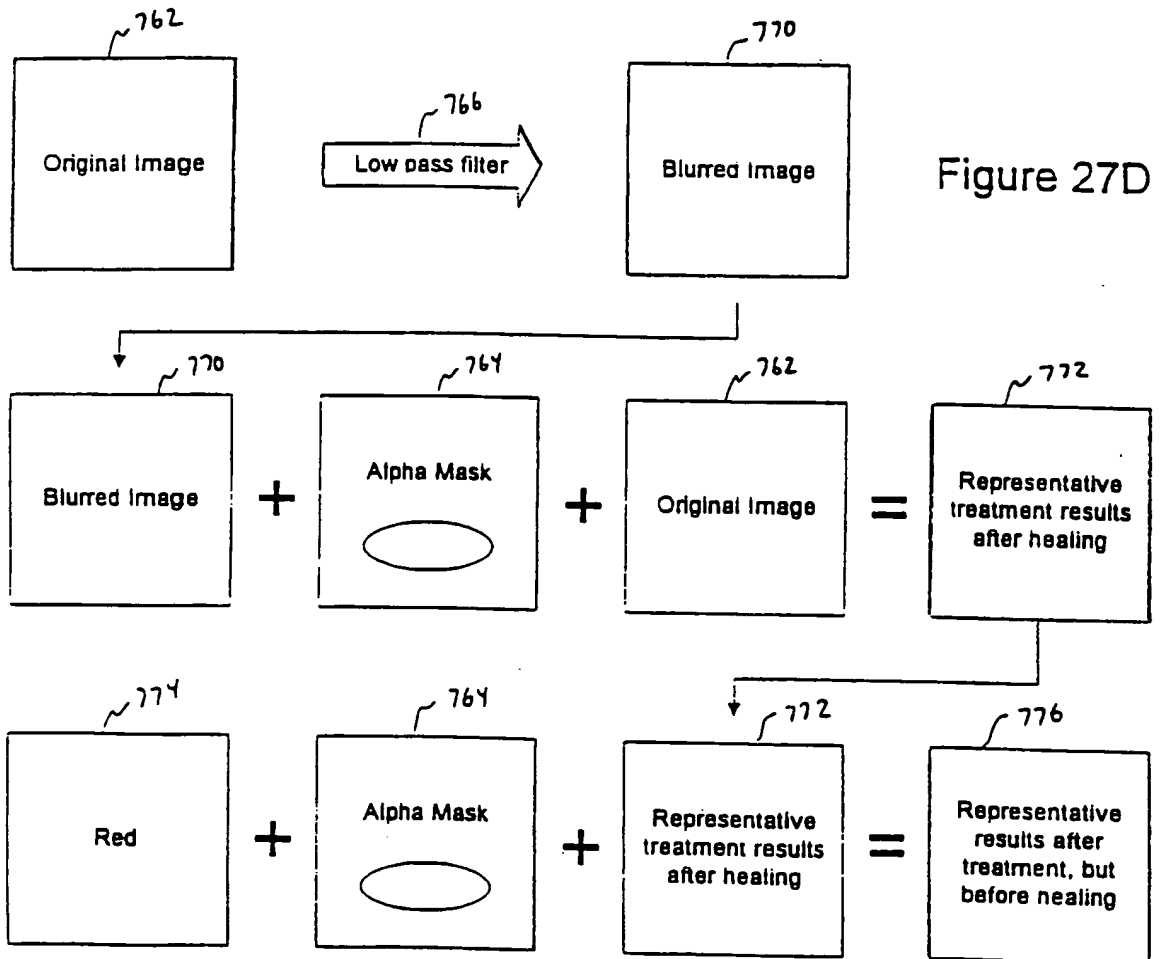 762
770
766
Original Image
Low pass filter
Blurred Image
Figure 27D
770
764
762
772
Blurred Image
+
Alpha Mask
+
Original Image
=
Representative
treatment results
after healing
774
764
772
776
Red
+
Alpha Mask
+
Representative
treatment results
after healing
=
Representative
results after
treatment, but
before nealing